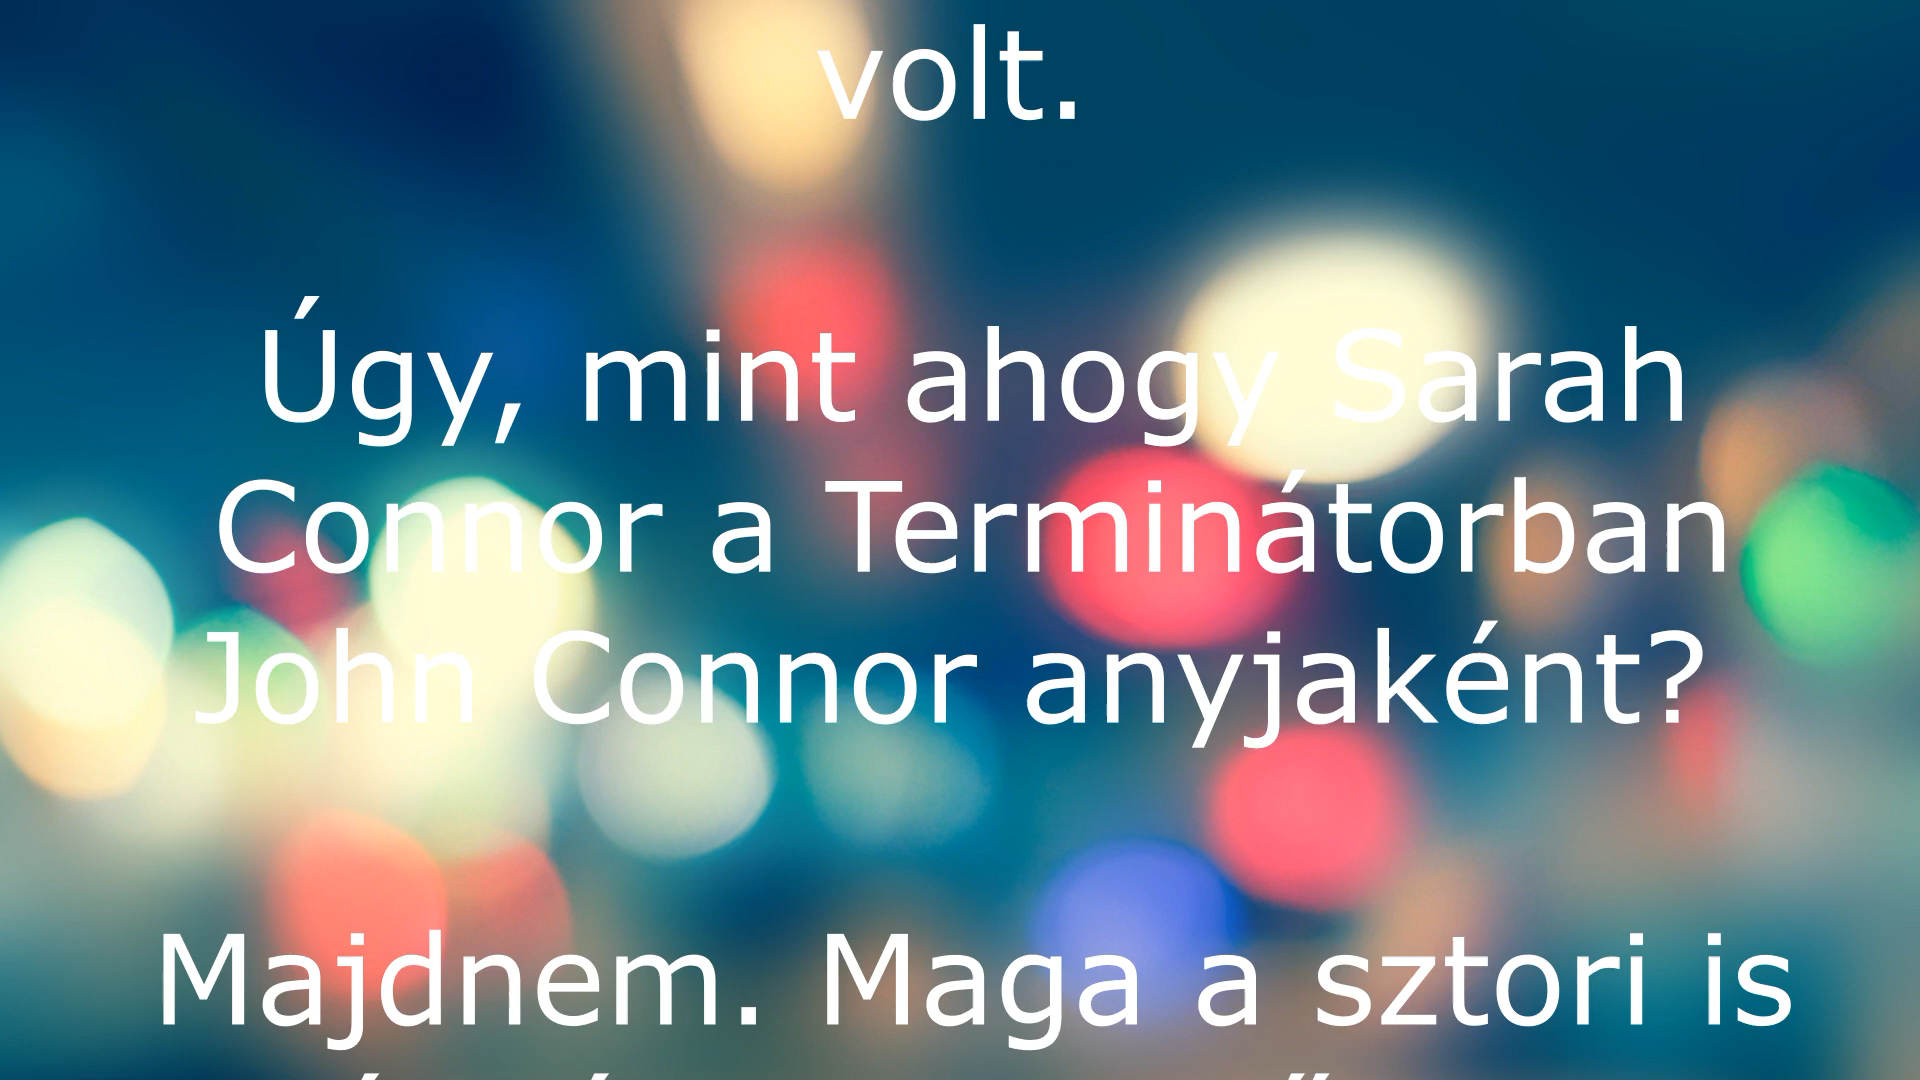 volt.
Úgy, mint ahogy Sarah
Connor a Terminátorban
John Connor anyjaként?
Majdnem. Maga a sztori is